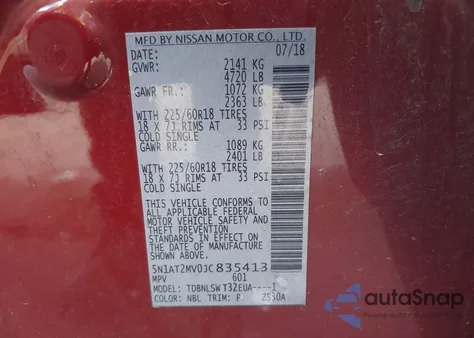 MFD BY NISSAN MOTOR CO., LTD.
DATE: 07/18
GVWR: 2141 KG
4720 LB
GAWR FR.: 1072 KG
2363 LB
WITH 225/60R18 TIRES
18 X 7J RIMS AT 33 PSI
COLD SINGLE
GAWR RR.: 1089 KG
2401 LB
WITH 225/60R18 TIRES
18 X 7J RIMS AT 33 PSI
COLD SINGLE
THIS VEHICLE CONFORMS TO
ALL APPLICABLE FEDERAL
MOTOR VEHICLE SAFETY AND
THEFT PREVENTION
STANDARDS IN EFFECT ON
THE DATE OF MANUFACTURE
SHOWN ABOVE.
5N1AT2MV0JC835413
MPV 601
MODEL: TDBNLSWT32EUA----1
COLOR: NBL TRIM:
autoSnap